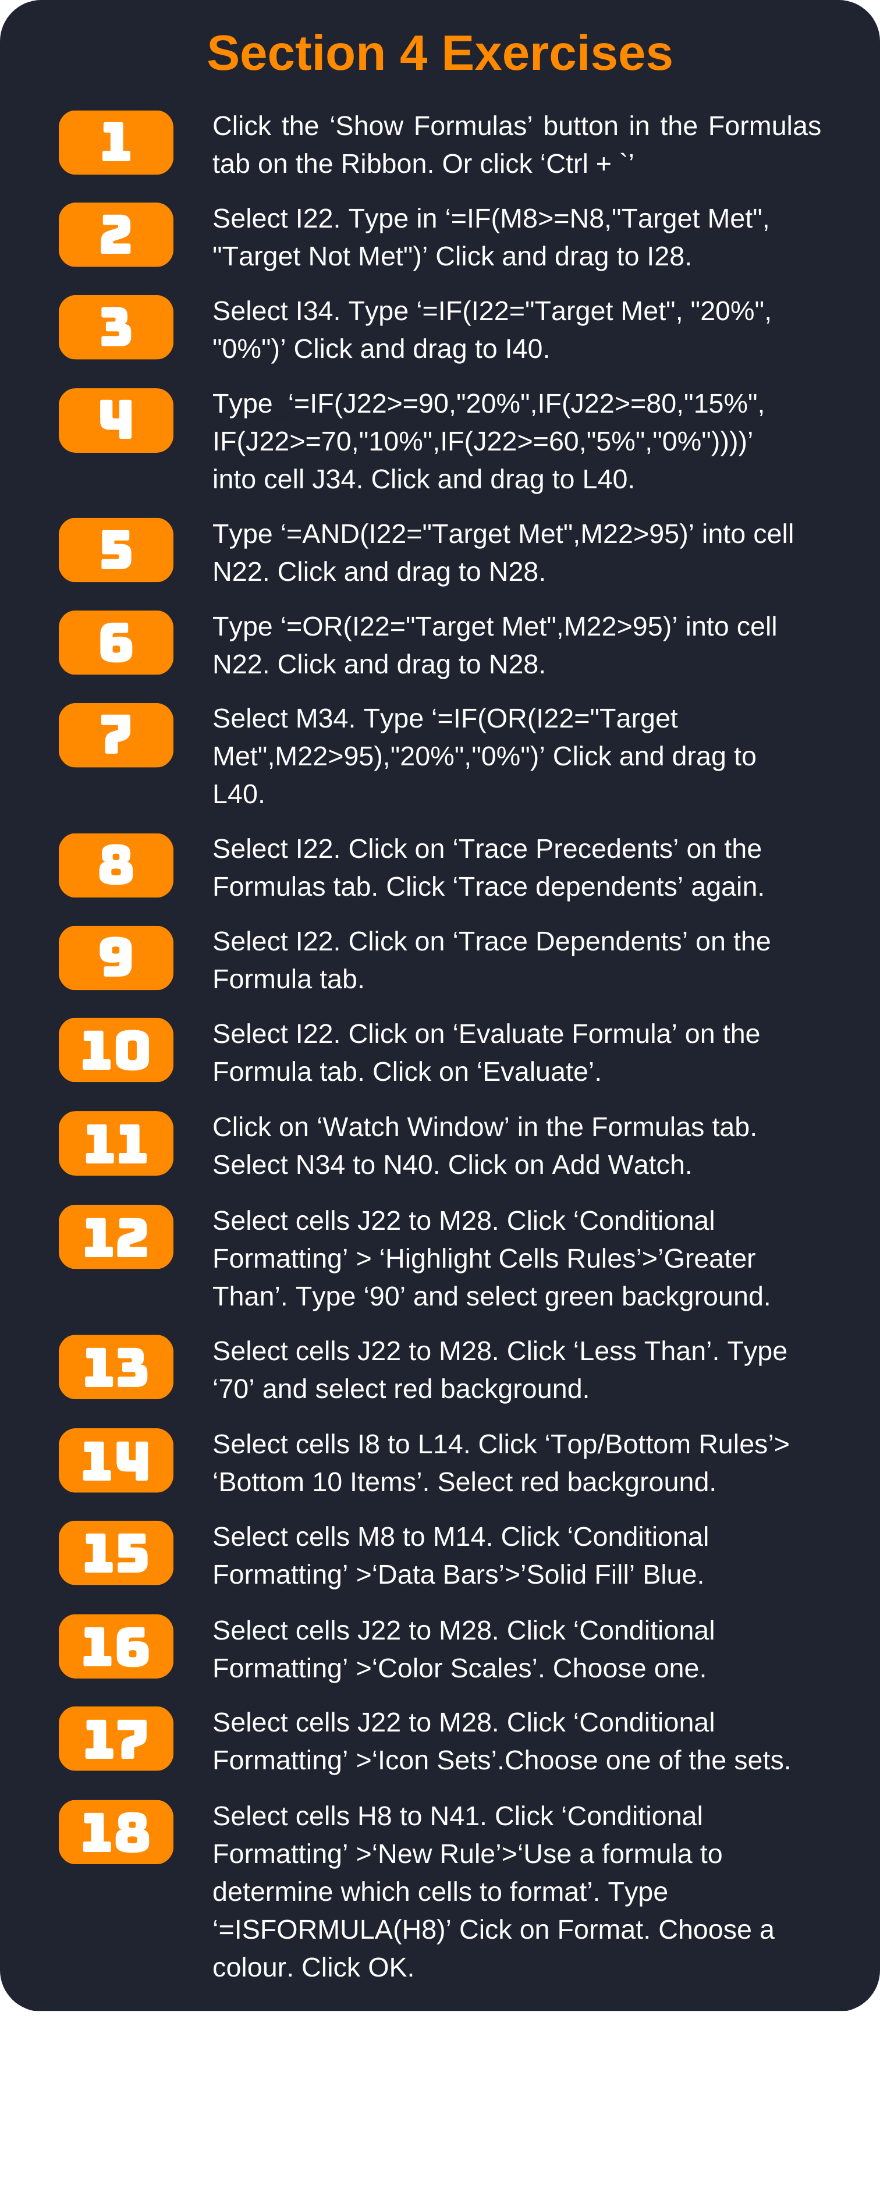 Section 4 Exercises
1 Click the ‘Show Formulas’ button in the Formulas
tab on the Ribbon. Or click ‘Ctrl + `’
2 Select I22. Type in ‘=IF(M8>=N8,"Target Met",
"Target Not Met")’ Click and drag to I28.
3 Select I34. Type ‘=IF(I22="Target Met", "20%",
"0%")’ Click and drag to I40.
4 Type ‘=IF(J22>=90,"20%",IF(J22>=80,"15%",
IF(J22>=70,"10%",IF(J22>=60,"5%","0%"))))’
into cell J34. Click and drag to L40.
5 Type ‘=AND(I22="Target Met",M22>95)’ into cell
N22. Click and drag to N28.
6 Type ‘=OR(I22="Target Met",M22>95)’ into cell
N22. Click and drag to N28.
7 Select M34. Type ‘=IF(OR(I22="Target
Met",M22>95),"20%","0%")’ Click and drag to
L40.
8 Select I22. Click on ‘Trace Precedents’ on the
Formulas tab. Click ‘Trace dependents’ again.
9 Select I22. Click on ‘Trace Dependents’ on the
Formula tab.
10 Select I22. Click on ‘Evaluate Formula’ on the
Formula tab. Click on ‘Evaluate’.
11 Click on ‘Watch Window’ in the Formulas tab.
Select N34 to N40. Click on Add Watch.
12 Select cells J22 to M28. Click ‘Conditional
Formatting’ > ‘Highlight Cells Rules’>’Greater
Than’. Type ‘90’ and select green background.
13 Select cells J22 to M28. Click ‘Less Than’. Type
‘70’ and select red background.
14 Select cells I8 to L14. Click ‘Top/Bottom Rules’>
‘Bottom 10 Items’. Select red background.
15 Select cells M8 to M14. Click ‘Conditional
Formatting’ >‘Data Bars’>’Solid Fill’ Blue.
16 Select cells J22 to M28. Click ‘Conditional
Formatting’ >‘Color Scales’. Choose one.
17 Select cells J22 to M28. Click ‘Conditional
Formatting’ >‘Icon Sets’.Choose one of the sets.
18 Select cells H8 to N41. Click ‘Conditional
Formatting’ >‘New Rule’>‘Use a formula to
determine which cells to format’. Type
‘=ISFORMULA(H8)’ Cick on Format. Choose a
colour. Click OK.